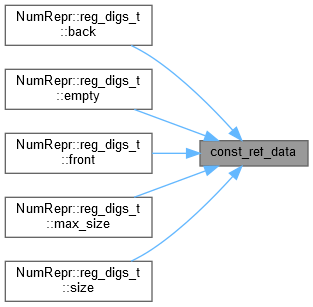 NumRepr::reg_digs_t
::back
NumRepr::reg_digs_t
::empty
NumRepr::reg_digs_t
::front
const_ref_data
NumRepr::reg_digs_t
::max_size
NumRepr::reg_digs_t
::size